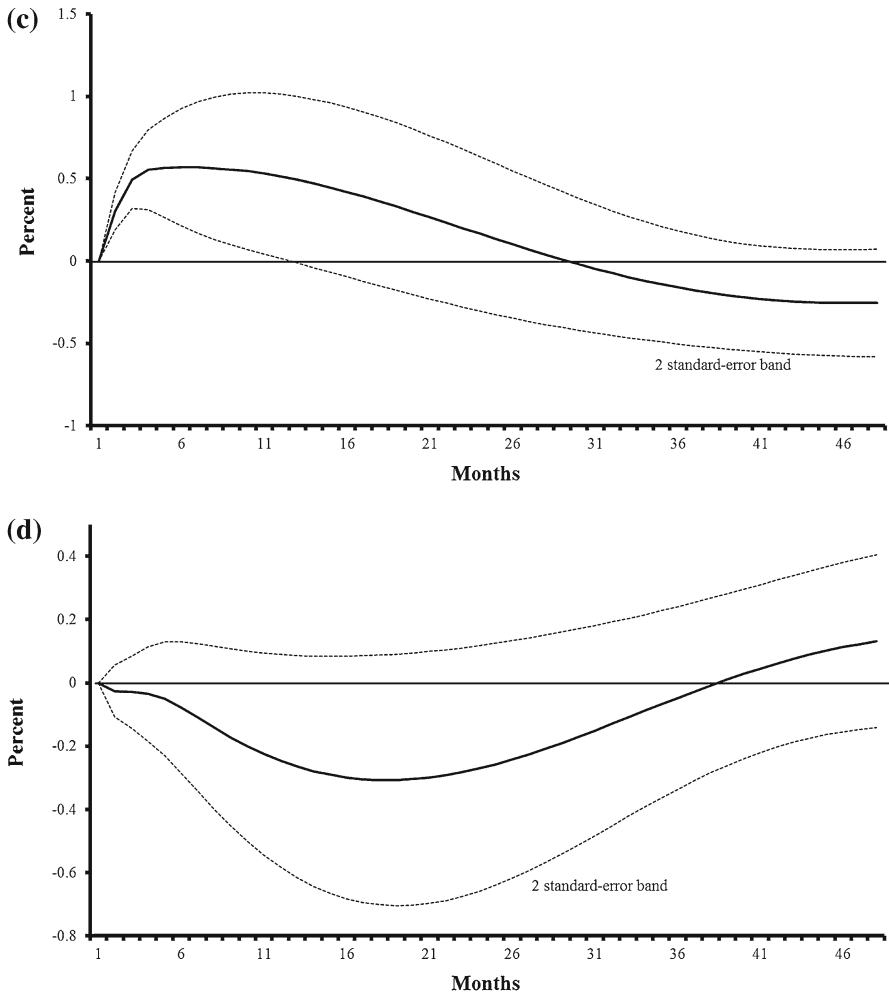 (c)
1.5
1
0.5
0
-0.5
-1
Percent
2 standard-error band
1 6 11 16 21 26 31 36 41 46
Months
(d)
0.4
0.2
0
-0.2
-0.4
-0.6
-0.8
Percent
2 standard-error band
1 6 11 16 21 26 31 36 41 46
Months